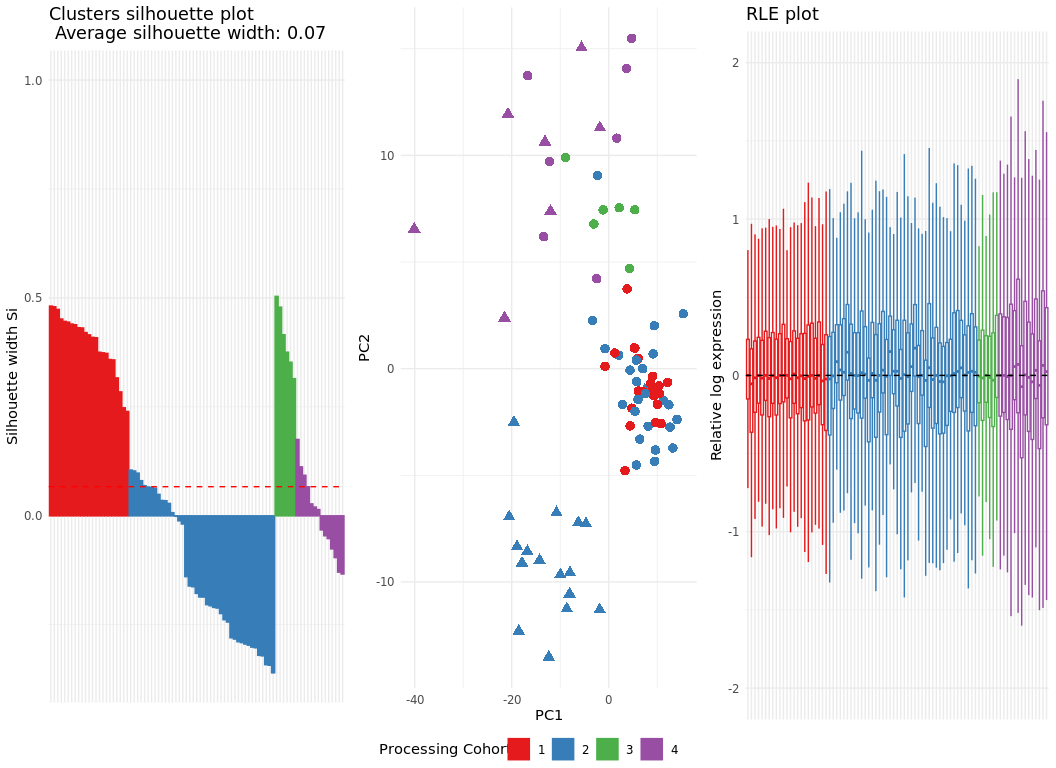 Clusters silhouette plot
Average silhouette width: 0.07
Silhouette width Si
1.0
0.5
0.0
PC2
10
0
-10
-40
-20
0
PC1
RLE plot
Relative log expression
2
1
0
-1
-2
Processing Cohort
1
2
3
4